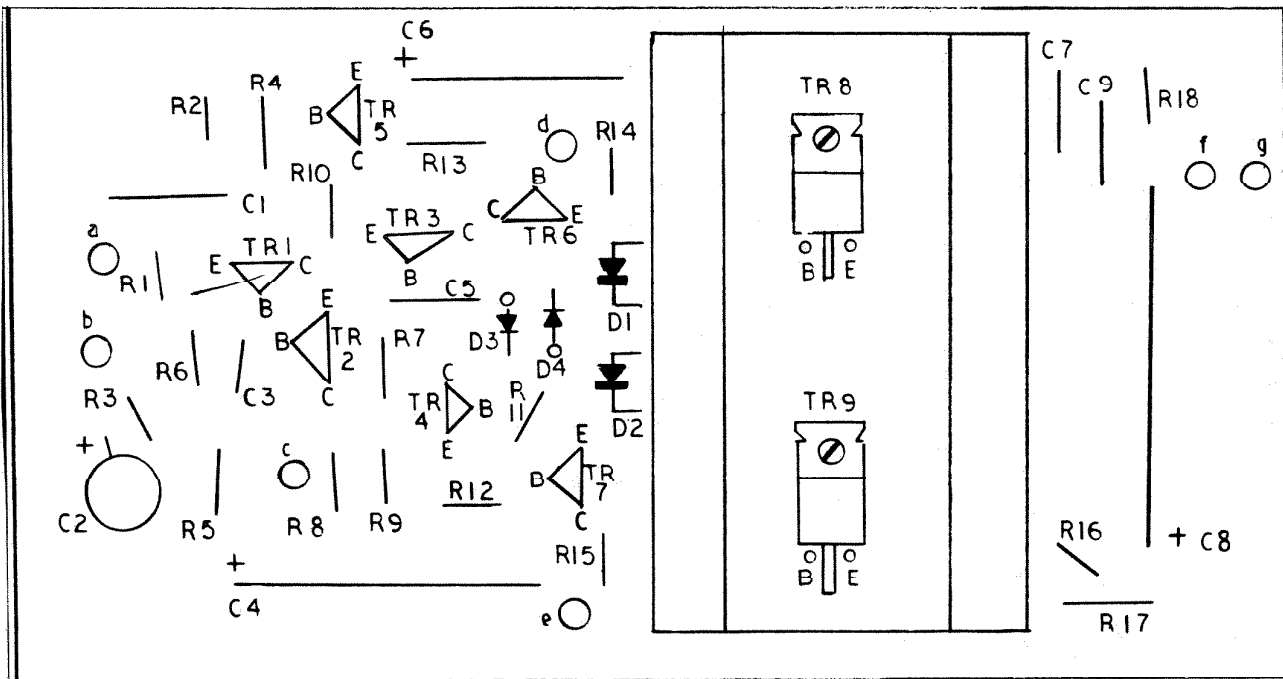 C6
+
E
B TR
5
C
R2
R4
R10
R13
d
R14
C1
a
R1
E TR1 C
B
E TR3 C
B
B
C E
TR6
C5
D1
D3
D4
b
R6
C3
E
B TR
2
C
R7
R3
+
C2
C
TR B
4
E
R
11
D2
c
R5
R8
R9
R12
E
B TR
7
C
R15
+
C4
e
TR8
B E
TR9
B E
C7
C9
R18
f g
R16
+ C8
R17